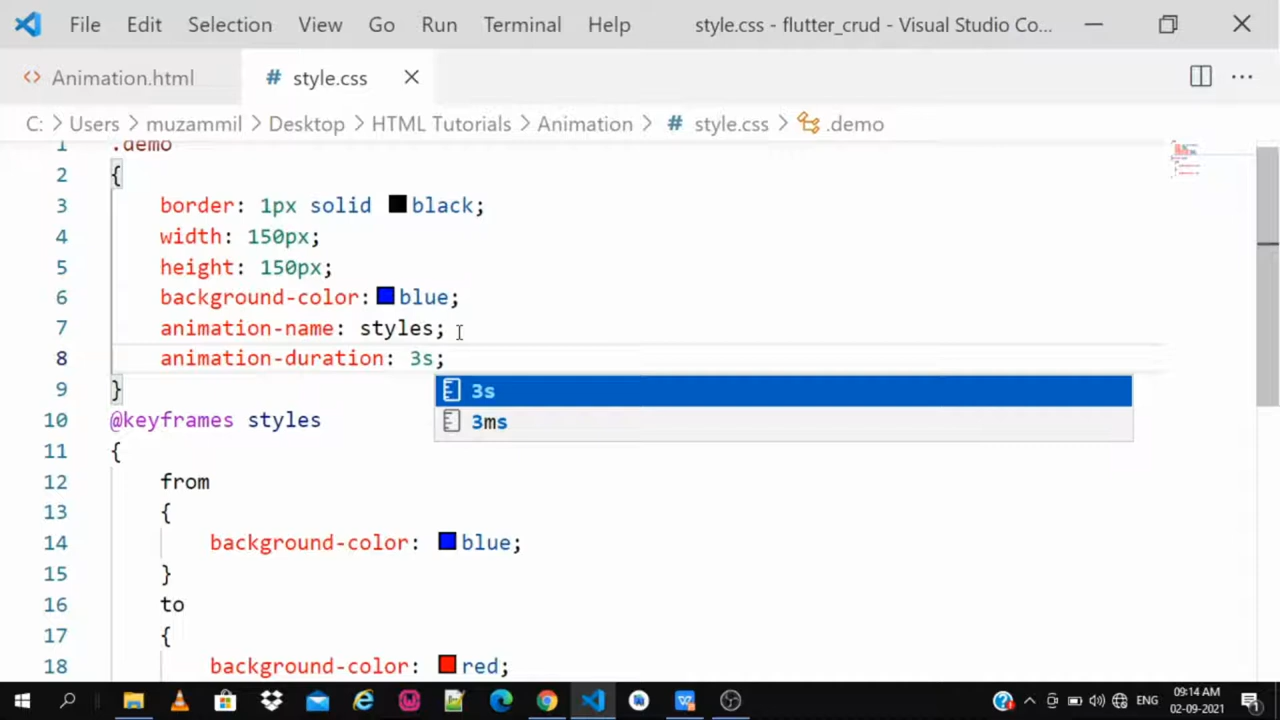 File Edit Selection View Go Run Terminal Help style.css - flutter_crud - Visual Studio Co...
<> Animation.html # style.css
C: > Users > muzammil > Desktop > HTML Tutorials > Animation > # style.css > .demo
1 .demo
2 {
3 border: 1px solid black;
4 width: 150px;
5 height: 150px;
6 background-color: blue;
7 animation-name: styles;
8 animation-duration: 3s;
3s
9 }
3ms
10 @keyframes styles
11 {
12 from
13 {
14 background-color: blue;
15 }
16 to
17 {
18 background-color: red;
ENG 09:14 AM
02-09-2021